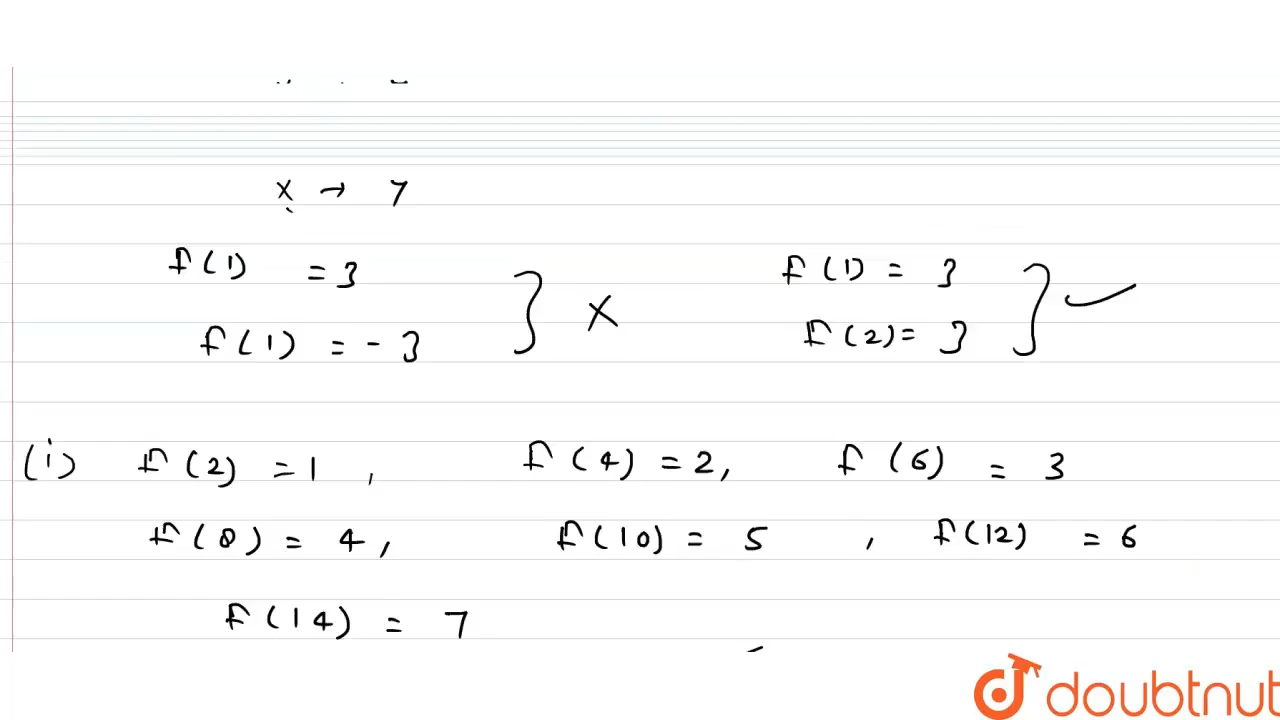 x → y
f(1) = 3 } × f(1) = 3 } ✓
f(1) = - 3 f(2) = 3
(i) f(2) = 1, f(4) = 2, f(6) = 3
f(8) = 4, f(10) = 5, f(12) = 6
f(14) = 7
doubtnut